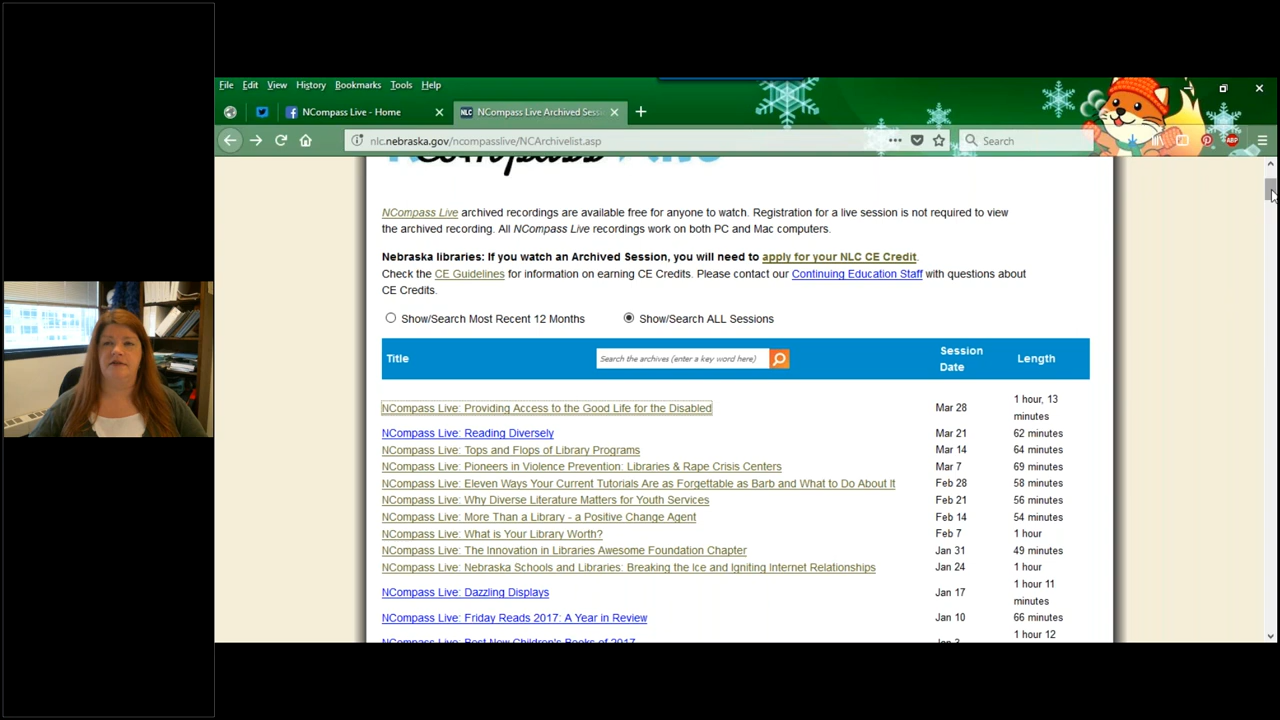 File Edit View History Bookmarks Tools Help
NCompass Live - Home
NLC NCompass Live Archived Sess
nlc.nebraska.gov/ncompasslive/NCArchivelist.asp
Search
ABP
NCompass Live archived recordings are available free for anyone to watch. Registration for a live session is not required to view
the archived recording. All NCompass Live recordings work on both PC and Mac computers.
Nebraska libraries: If you watch an Archived Session, you will need to apply for your NLC CE Credit.
Check the CE Guidelines for information on earning CE Credits. Please contact our Continuing Education Staff with questions about
CE Credits.
Show/Search Most Recent 12 Months Show/Search ALL Sessions
Title Search the archives (enter a key word here) Session Date Length
NCompass Live: Providing Access to the Good Life for the Disabled Mar 28 1 hour, 13 minutes
NCompass Live: Reading Diversely Mar 21 62 minutes
NCompass Live: Tops and Flops of Library Programs Mar 14 64 minutes
NCompass Live: Pioneers in Violence Prevention: Libraries & Rape Crisis Centers Mar 7 69 minutes
NCompass Live: Eleven Ways Your Current Tutorials Are as Forgettable as Barb and What to Do About It Feb 28 58 minutes
NCompass Live: Why Diverse Literature Matters for Youth Services Feb 21 56 minutes
NCompass Live: More Than a Library - a Positive Change Agent Feb 14 54 minutes
NCompass Live: What is Your Library Worth? Feb 7 1 hour
NCompass Live: The Innovation in Libraries Awesome Foundation Chapter Jan 31 49 minutes
NCompass Live: Nebraska Schools and Libraries: Breaking the Ice and Igniting Internet Relationships Jan 24 1 hour
NCompass Live: Dazzling Displays Jan 17 1 hour 11 minutes
NCompass Live: Friday Reads 2017: A Year in Review Jan 10 66 minutes
NCompass Live: Best New Children's Books of 2017 Jan 3 1 hour 12